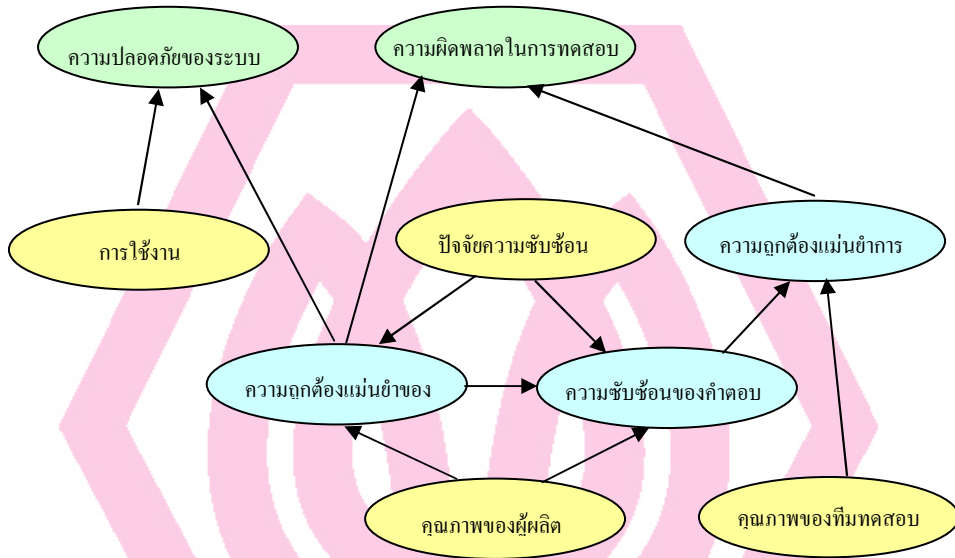 ความปลอดภัยของระบบ
ความผิดพลาดในการทดสอบ
การใช้งาน
ปัจจัยความซับซ้อน
ความถูกต้องแม่นยำการ
ความถูกต้องแม่นยำของ
ความซับซ้อนของคำตอบ
คุณภาพของผู้ผลิต
คุณภาพของทีมทดสอบ